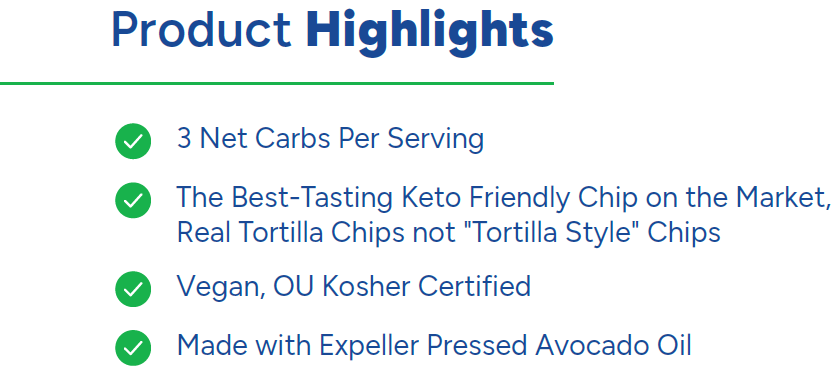 Product Highlights
3 Net Carbs Per Serving
The Best-Tasting Keto Friendly Chip on the Market,
Real Tortilla Chips not "Tortilla Style" Chips
Vegan, OU Kosher Certified
Made with Expeller Pressed Avocado Oil